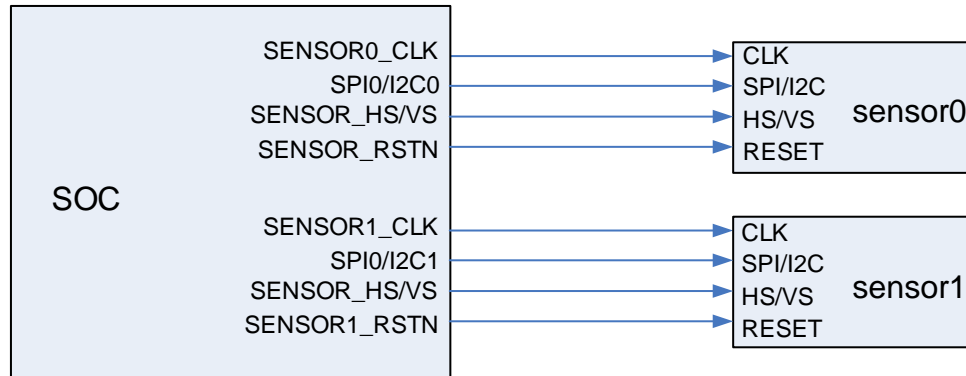 SOC
SENSOR0_CLK
SPI0/I2C0
SENSOR_HS/VS
SENSOR_RSTN
SENSOR1_CLK
SPI0/I2C1
SENSOR_HS/VS
SENSOR1_RSTN
CLK
SPI/I2C
HS/VS
RESET
sensor0
CLK
SPI/I2C
HS/VS
RESET
sensor1